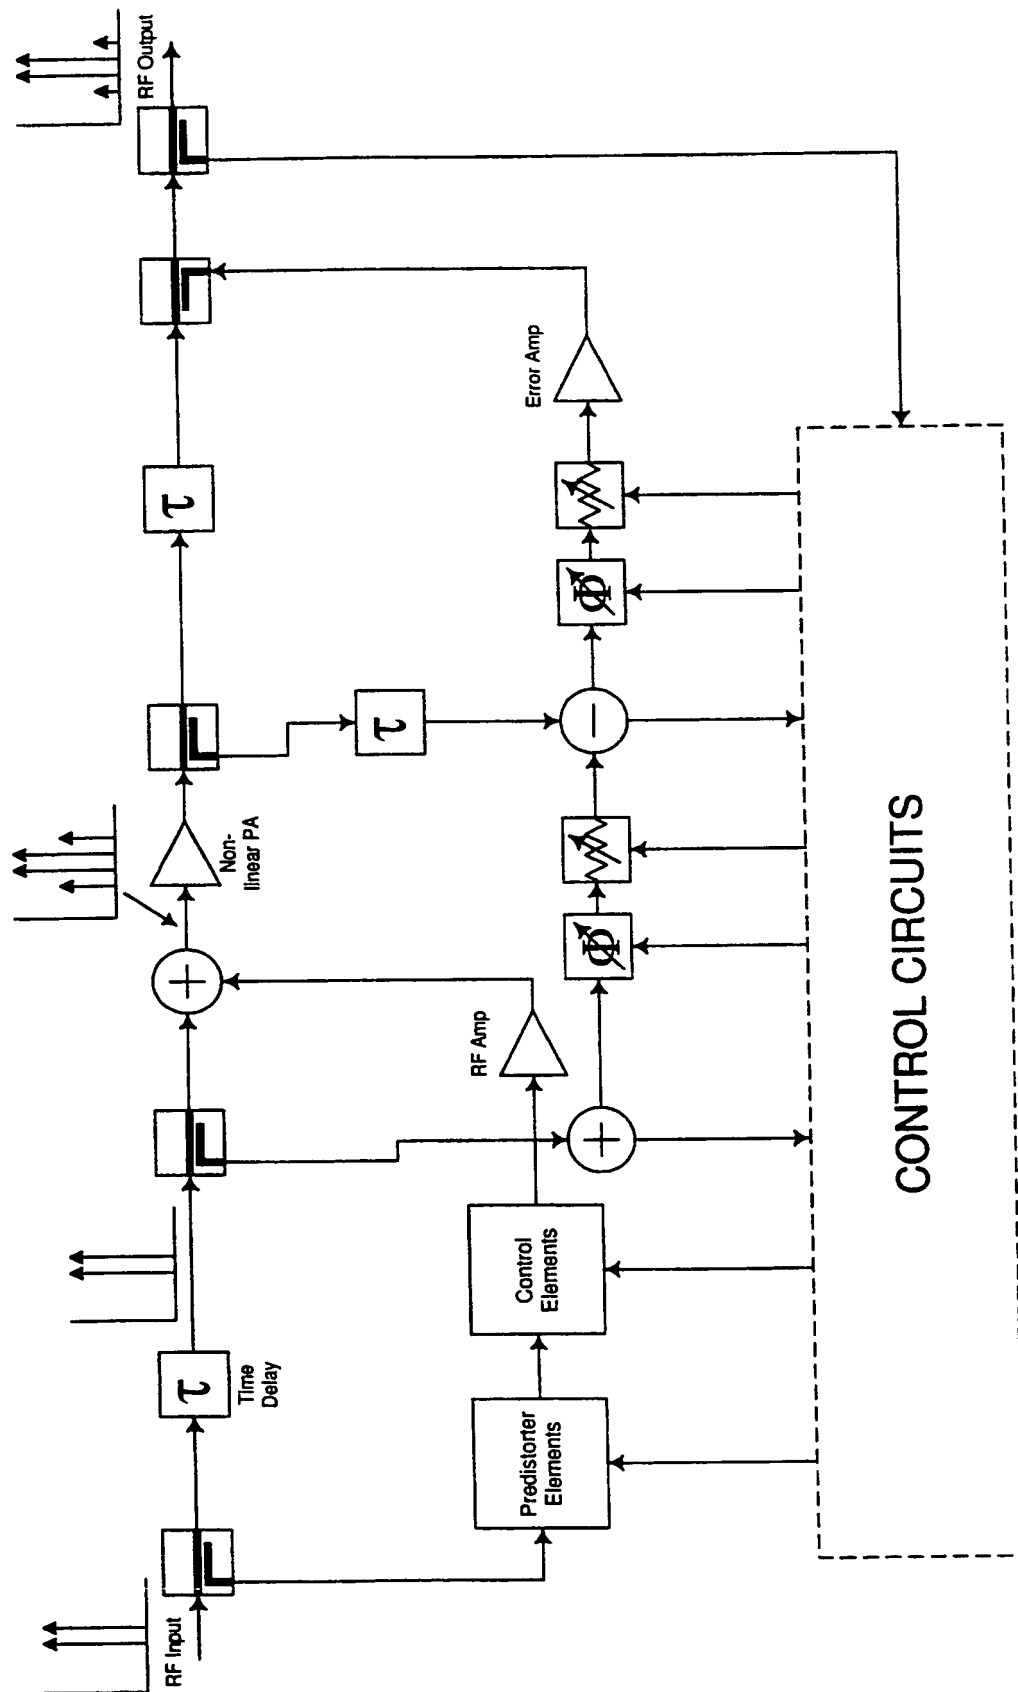 RF Input
τ
Time
Delay
Non-
linear PA
τ
RF Output
τ
Predistorter
Elements
Control
Elements
RF Amp
+
+
Φ
−
Φ
Error Amp
CONTROL CIRCUITS